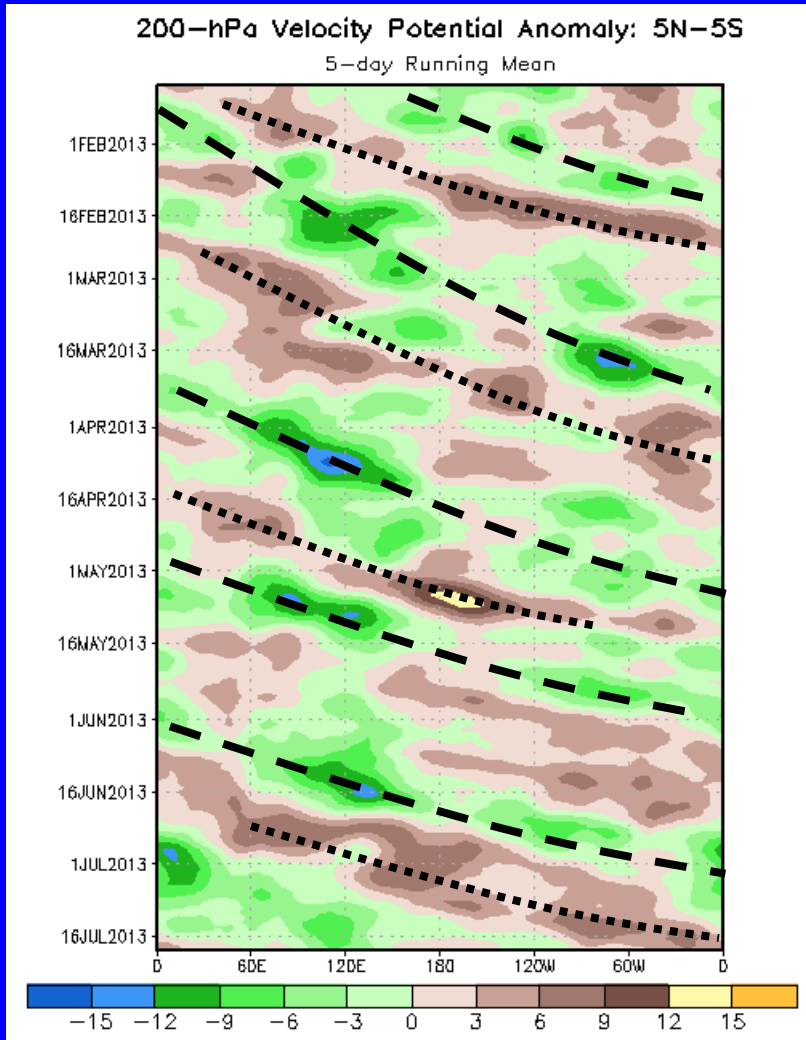 200-hPa Velocity Potential Anomaly: 5N-5S
5-day Running Mean
1FEB2013
16FEB2013
1MAR2013
16MAR2013
1APR2013
16APR2013
1MAY2013
16MAY2013
1JUN2013
16JUN2013
1JUL2013
16JUL2013
0 60E 120E 180 120W 60W 0
-15 -12 -9 -6 -3 0 3 6 9 12 15